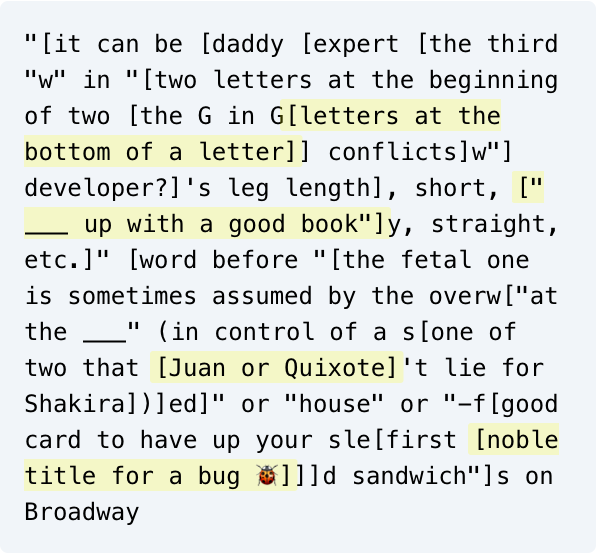 "[it can be [daddy [expert [the third
"w" in "[two letters at the beginning
of two [the G in G[letters at the
bottom of a letter]] conflicts]w"]
developer?]'s leg length], short, ["
___ up with a good book"]y, straight,
etc.]" [word before "[the fetal one
is sometimes assumed by the overw["at
the ___" (in control of a s[one of
two that [Juan or Quixote]'t lie for
Shakira])]ed]" or "house" or "–f[good
card to have up your sle[first [noble
title for a bug 🐞]]]d sandwich"]s on
Broadway